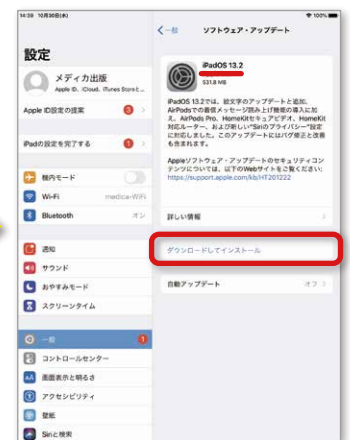 14:39 10月30日(水)
100%
設定
メディカ出版
Apple ID、iCloud、iTunes Storeと...
Apple ID設定の提案
iPadの設定を完了する
1
機内モード
Wi-Fi medica-WiFi
Bluetooth オン
通知
サウンド
おやすみモード
スクリーンタイム
一般
コントロールセンター
AA 画面表示と明るさ
アクセシビリティ
壁紙
Siriと検索
一般
ソフトウェア・アップデート
iPadOS 13.2
531.8 MB
iPadOS 13.2では、絵文字のアップデートと追加、
AirPodsでの着信メッセージ読み上げ機能の導入に加
え、AirPods Pro、HomeKitセキュアビデオ、HomeKit
対応ルーター、および新しい“Siriのプライバシー”設定
に対応しました。このアップデートにはバグ修正と改善
も含まれます。
Appleソフトウェア・アップデートのセキュリティコン
テンツについては、以下のWebサイトをご覧ください:
https://support.apple.com/kb/HT201222
詳しい情報
ダウンロードしてインストール
自動アップデート オフ